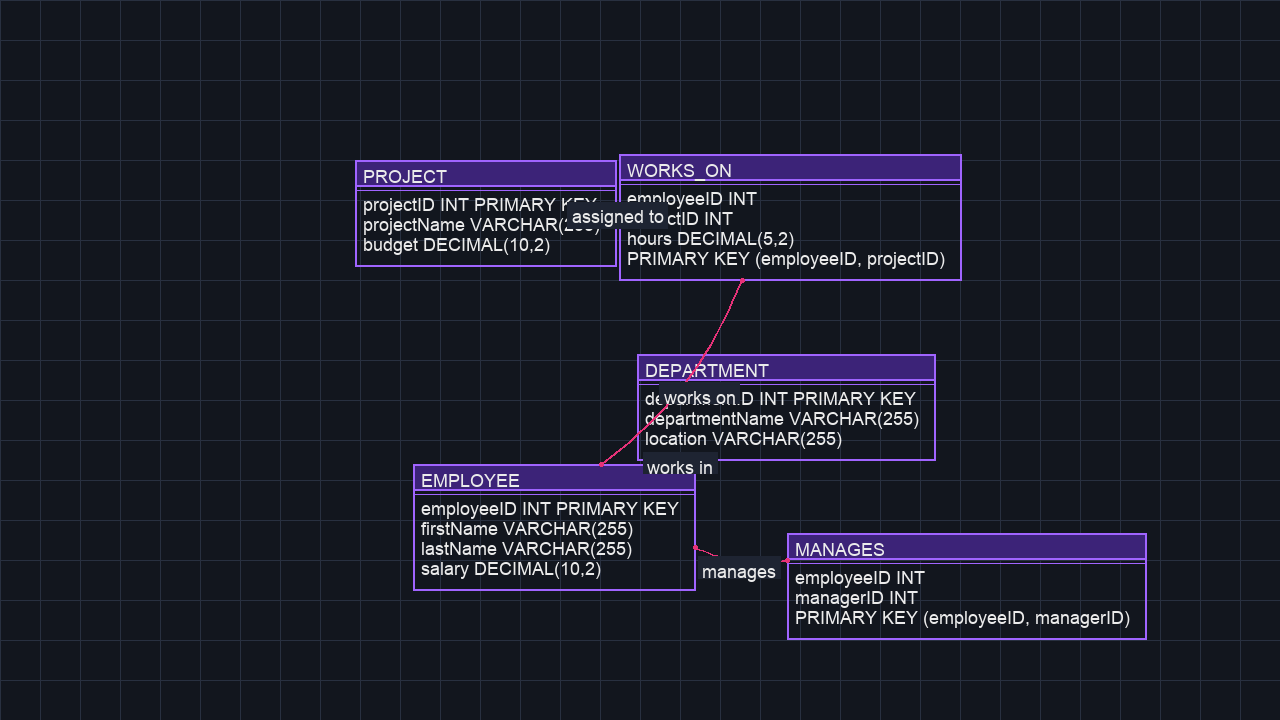 PROJECT
projectID INT PRIMARY KEY
projectName VARCHAR(255)
budget DECIMAL(10,2)
WORKS_ON
employeeID INT
INT
hours DECIMAL(5,2)
PRIMARY KEY (employeeID, projectID)
assigned to
DEPARTMENT
INT PRIMARY KEY
departmentName VARCHAR(255)
location VARCHAR(255)
works on
works in
EMPLOYEE
employeeID INT PRIMARY KEY
firstName VARCHAR(255)
lastName VARCHAR(255)
salary DECIMAL(10,2)
manages
MANAGES
employeeID INT
managerID INT
PRIMARY KEY (employeeID, managerID)